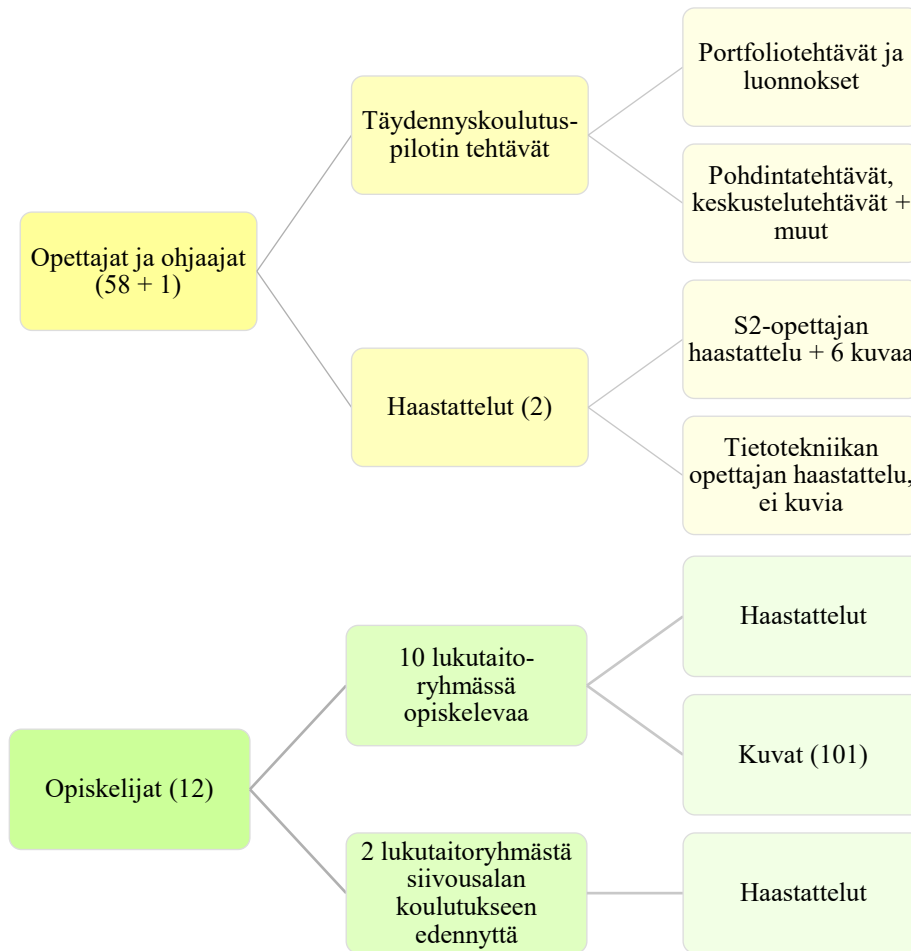 Opettajat ja ohjaajat
(58 + 1)
Täydennyskoulutus-
pilotin tehtävät
Portfoliotehtävät ja
luonnokset
Pohdintatehtävät,
keskustelutehtävät +
muut
Haastattelut (2)
S2-opettajan
haastattelu + 6 kuvaa
Tietotekniikan
opettajan haastattelu,
ei kuvia
Opiskelijat (12)
10 lukutaito-
ryhmässä
opiskelevaa
Haastattelut
Kuvat (101)
2 lukutaitoryhmästä
siivousalan
koulutukseen
edennyttä
Haastattelut